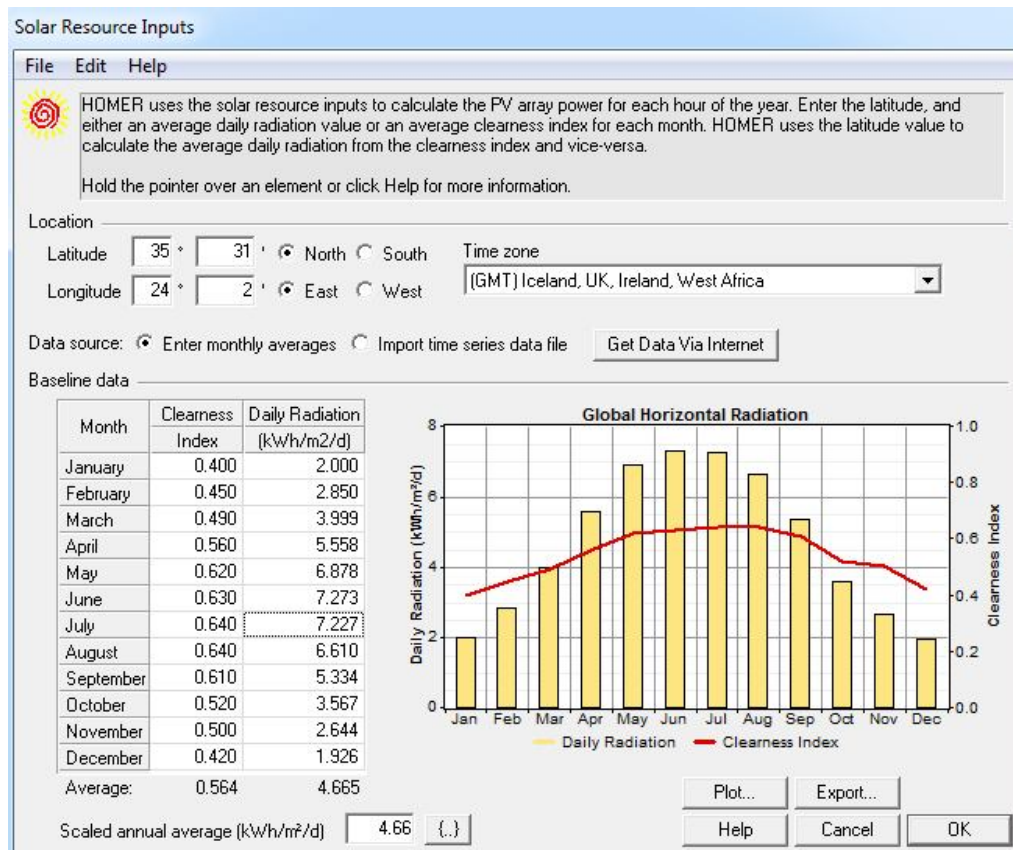 Solar Resource Inputs
File Edit Help
HOMER uses the solar resource inputs to calculate the PV array power for each hour of the year. Enter the latitude, and
either an average daily radiation value or an average clearness index for each month. HOMER uses the latitude value to
calculate the average daily radiation from the clearness index and vice-versa.
Hold the pointer over an element or click Help for more information.
Location
Latitude 35 ° 31 ' North South
Time zone
Longitude 24 ° 2 ' East West
(GMT) Iceland, UK, Ireland, West Africa
Data source: Enter monthly averages Import time series data file Get Data Via Internet
Baseline data
Month Clearness Daily Radiation
Index (kWh/m2/d)
January 0.400 2.000
February 0.450 2.850
March 0.490 3.999
April 0.560 5.558
May 0.620 6.878
June 0.630 7.273
July 0.640 7.227
August 0.640 6.610
September 0.610 5.334
October 0.520 3.567
November 0.500 2.644
December 0.420 1.926
Average: 0.564 4.665
Scaled annual average (kWh/m²/d) 4.66 {..}
Global Horizontal Radiation
Daily Radiation (kWh/m²/d)
8
6
4
2
0
Jan Feb Mar Apr May Jun Jul Aug Sep Oct Nov Dec
1.0
0.8
0.6
0.4
0.2
0.0
Clearness Index
Daily Radiation Clearness Index
Plot... Export...
Help Cancel OK